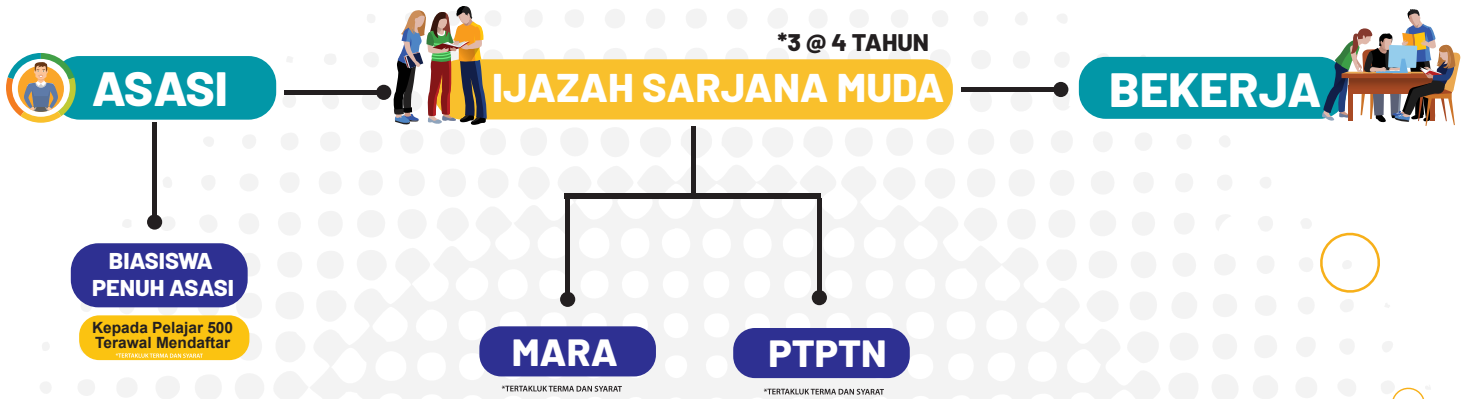 *3 @ 4 TAHUN
ASASI
IJAZAH SARJANA MUDA
BEKERJA
BIASISWA
PENUH ASASI
Kepada Pelajar 500
Terawal Mendaftar
*TERTAKLUK TERMA DAN SYARAT
MARA
*TERTAKLUK TERMA DAN SYARAT
PTPTN
*TERTAKLUK TERMA DAN SYARAT